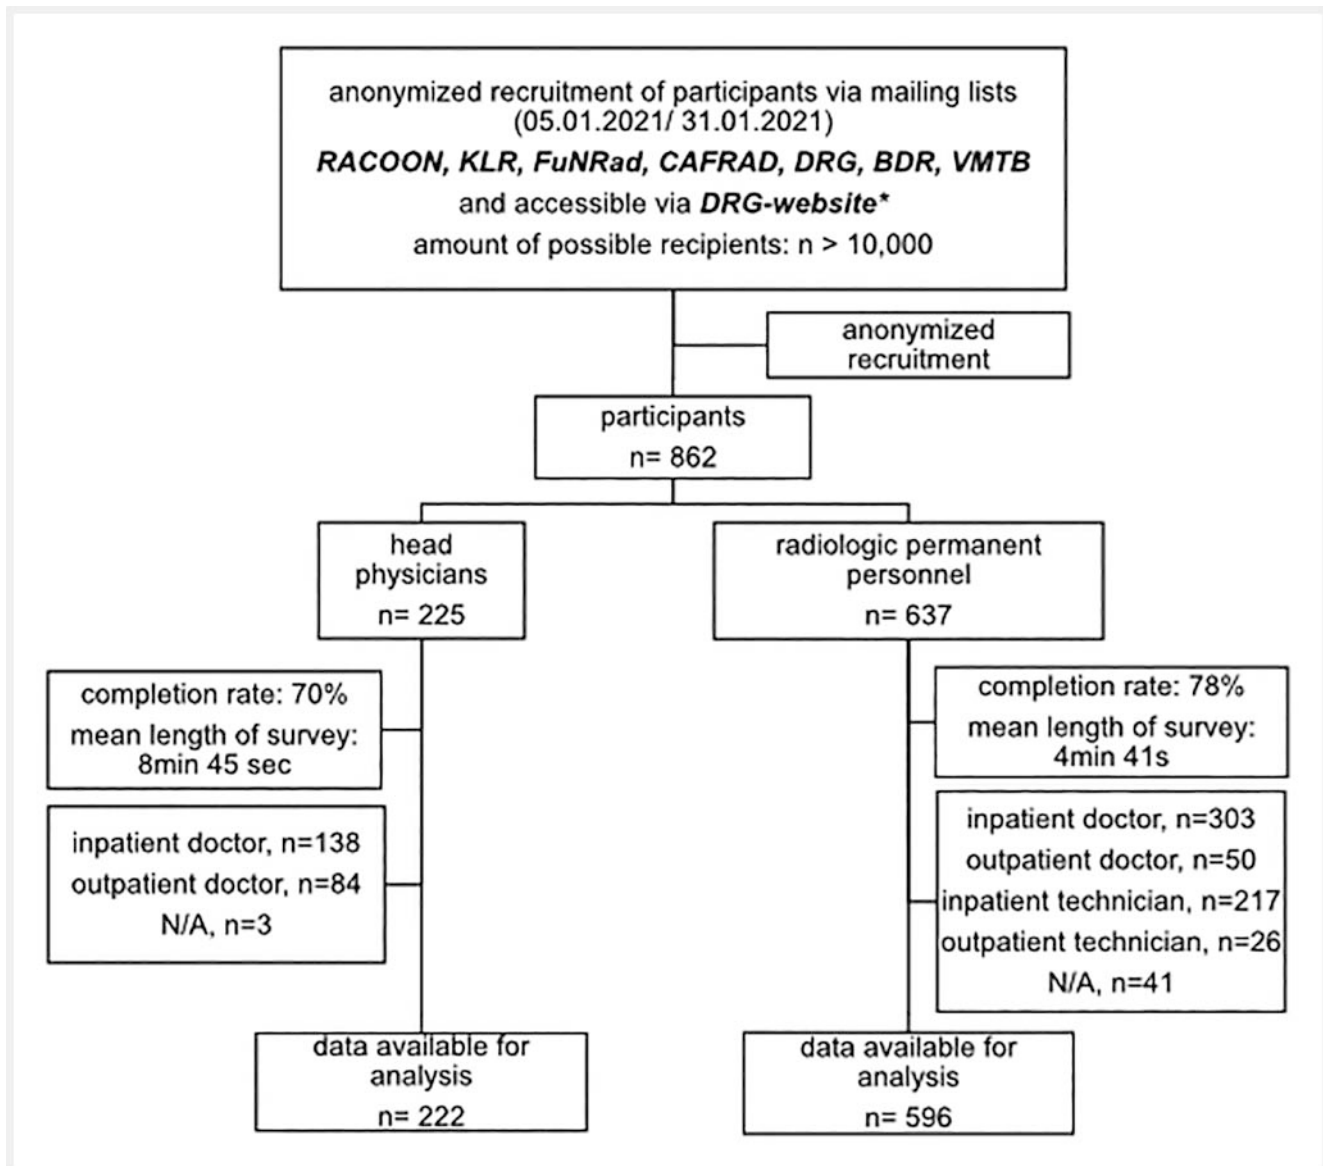 anonymized recruitment of participants via mailing lists
(05.01.2021/ 31.01.2021)
RACOON, KLR, FuNRad, CAFRAD, DRG, BDR, VMTB
and accessible via DRG-website*
amount of possible recipients: n > 10,000
anonymized
recruitment
participants
n= 862
head
physicians
n= 225
radiologic permanent
personnel
n= 637
completion rate: 70%
mean length of survey:
8min 45 sec
completion rate: 78%
mean length of survey:
4min 41s
inpatient doctor, n=138
outpatient doctor, n=84
N/A, n=3
inpatient doctor, n=303
outpatient doctor, n=50
inpatient technician, n=217
outpatient technician, n=26
N/A, n=41
data available for
analysis
n= 222
data available for
analysis
n= 596